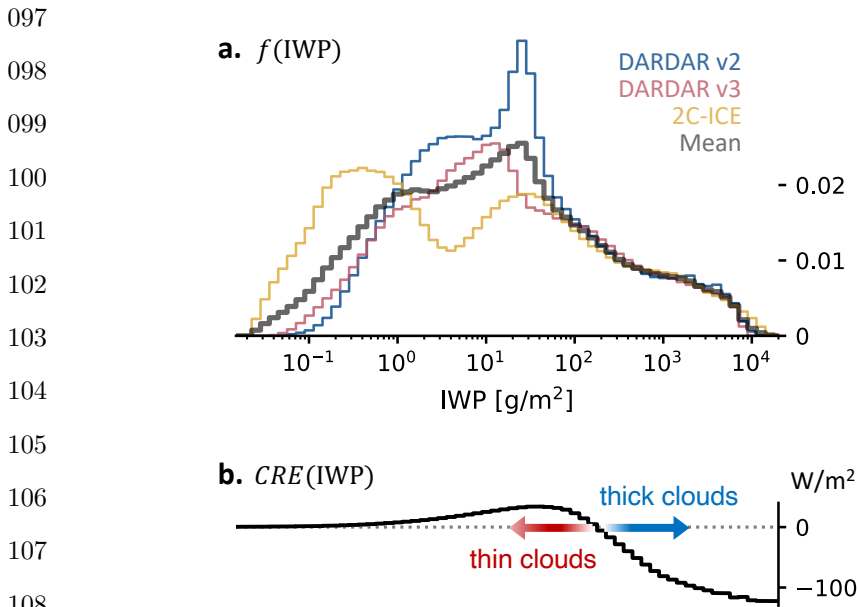 097
098
099
100
101
102
103
104
105
106
107
108
a. f(IWP)
DARDAR v2
DARDAR v3
2C-ICE
Mean
0.02
0.01
0
10⁻¹ 10⁰ 10¹ 10² 10³ 10⁴
IWP [g/m²]
b. CRE(IWP)
W/m²
thick clouds
0
thin clouds
−100